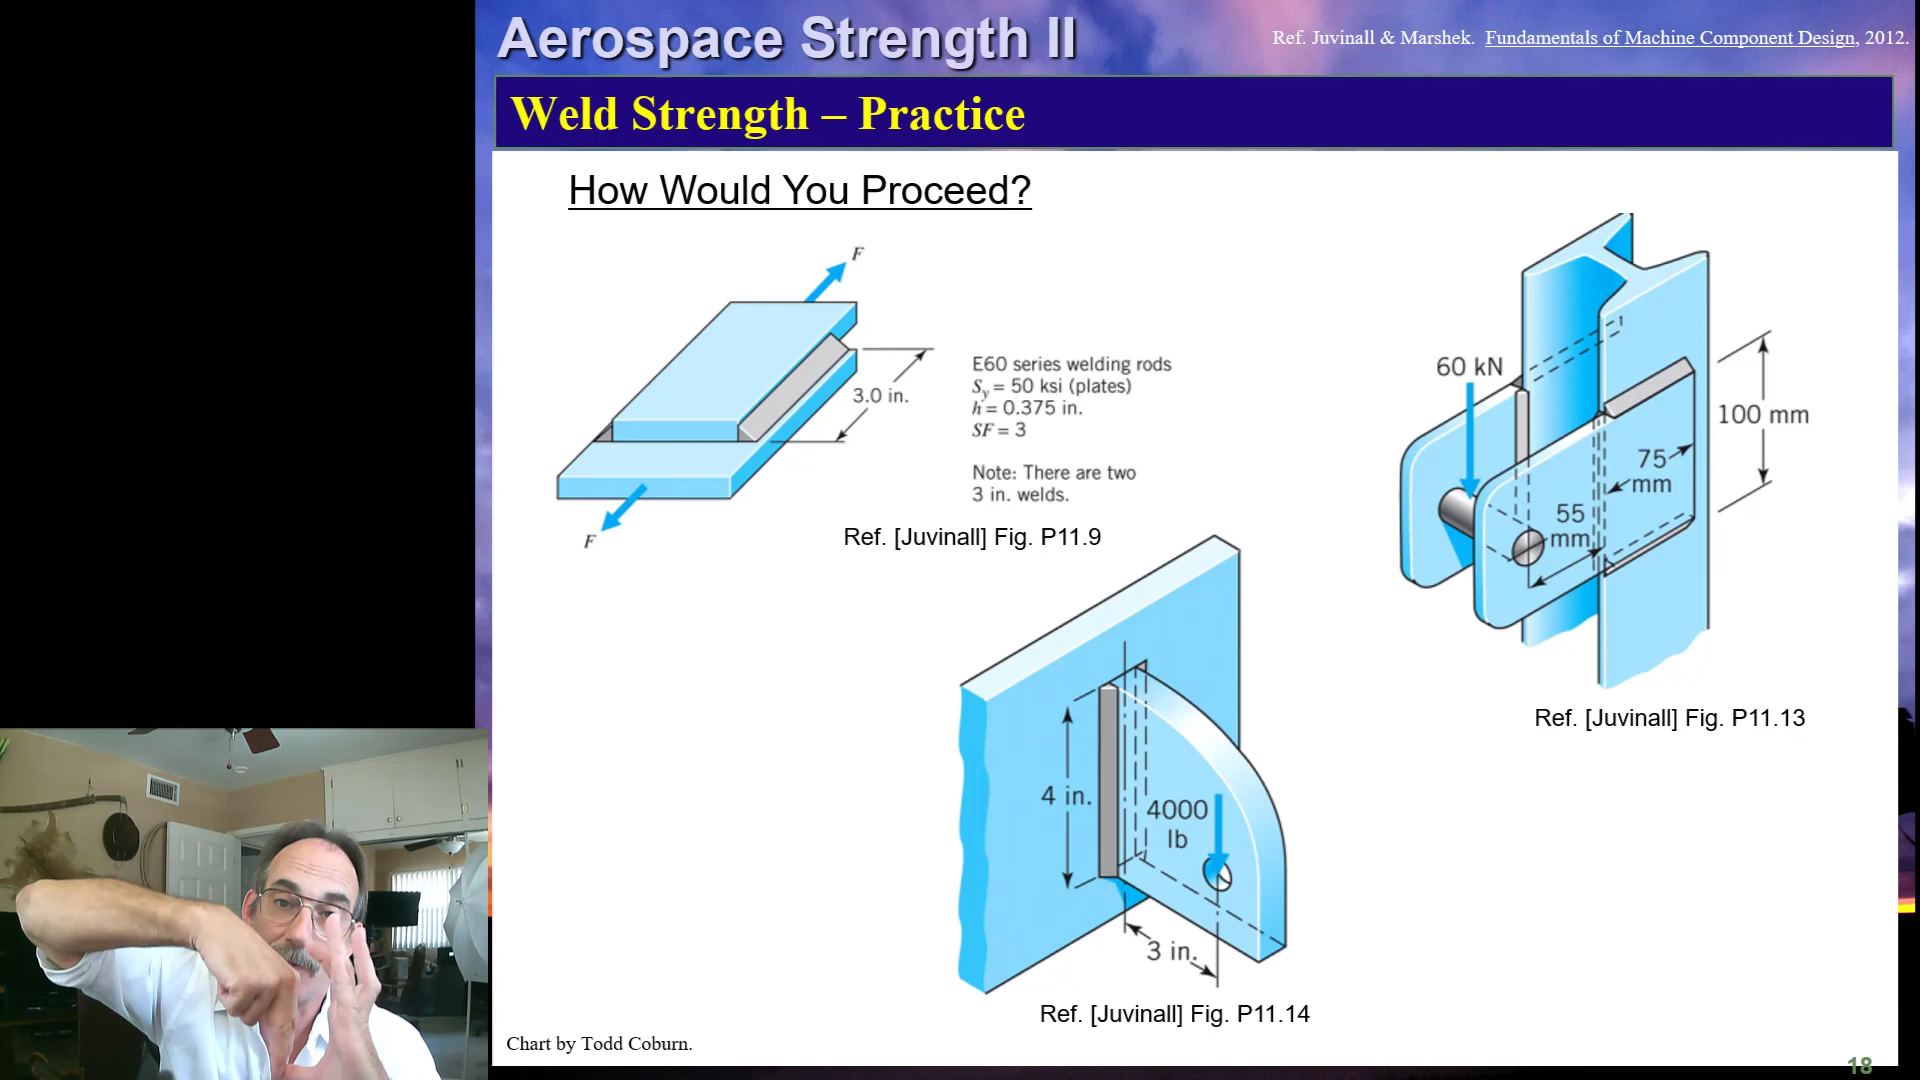 Aerospace Strength II
Ref. Juvinall & Marshek. Fundamentals of Machine Component Design, 2012.
Weld Strength – Practice
How Would You Proceed?
F
3.0 in.
F
E60 series welding rods
Sy = 50 ksi (plates)
h = 0.375 in.
SF = 3
Note: There are two
3 in. welds.
Ref. [Juvinall] Fig. P11.9
60 kN
100 mm
75
mm
55
mm
Ref. [Juvinall] Fig. P11.13
4 in.
4000
lb
3 in.
Ref. [Juvinall] Fig. P11.14
Chart by Todd Coburn.
18